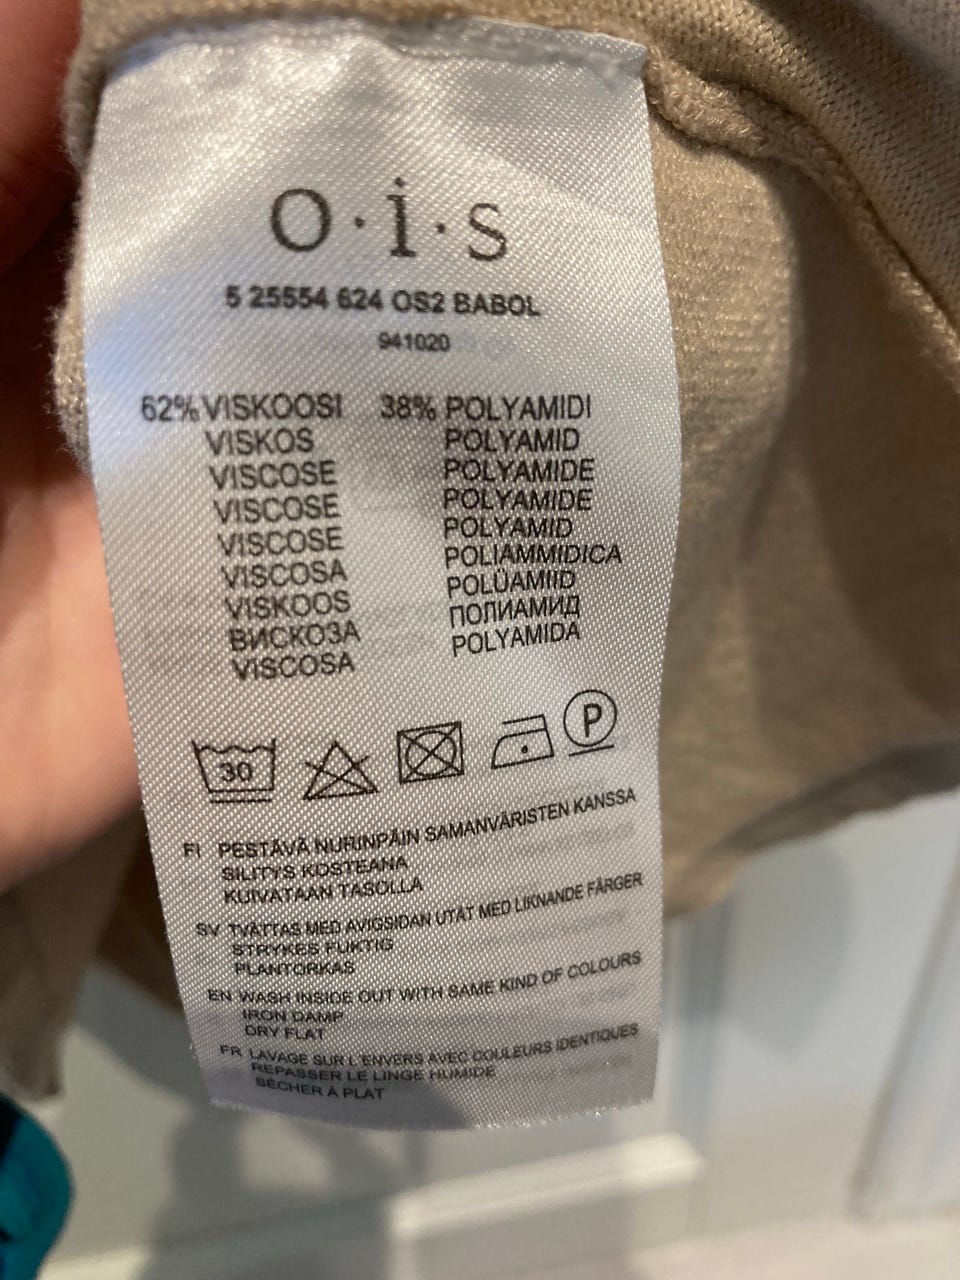 o·i·s
5 25554 624 OS2 BABOL
941020
62% VISKOOSI 38% POLYAMIDI
VISKOS POLYAMID
VISCOSE POLYAMIDE
VISCOSE POLYAMIDE
VISCOSE POLYAMID
VISCOSA POLIAMMIDICA
VISKOOS POLÜAMIID
ВИСКОЗА ПОЛИАМИД
VISCOSA POLYAMIDA
30 P
FI PESTÄVÄ NURINPÄIN SAMANVÄRISTEN KANSSA
SILITYS KOSTEANA
KUIVATAAN TASOLLA
SV TVÄTTAS MED AVIGSIDAN UTÅT MED LIKNANDE FÄRGER
STRYKES FUKTIG
PLANTORKAS
EN WASH INSIDE OUT WITH SAME KIND OF COLOURS
IRON DAMP
DRY FLAT
FR LAVAGE SUR L'ENVERS AVEC COULEURS IDENTIQUES
REPASSER LE LINGE HUMIDE
SÉCHER À PLAT